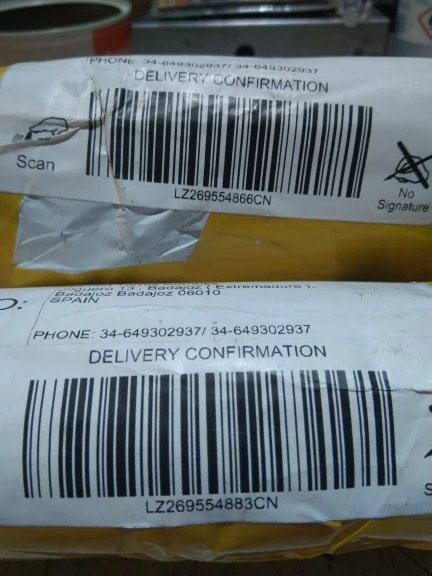 PHONE: 34-649302937/ 34-649302937
DELIVERY CONFIRMATION
Scan
LZ269554866CN
No
Signature
13 , Badajoz ( Extremadura ),
Badajoz Badajoz 06010
O:
SPAIN
PHONE: 34-649302937/ 34-649302937
DELIVERY CONFIRMATION
LZ269554883CN